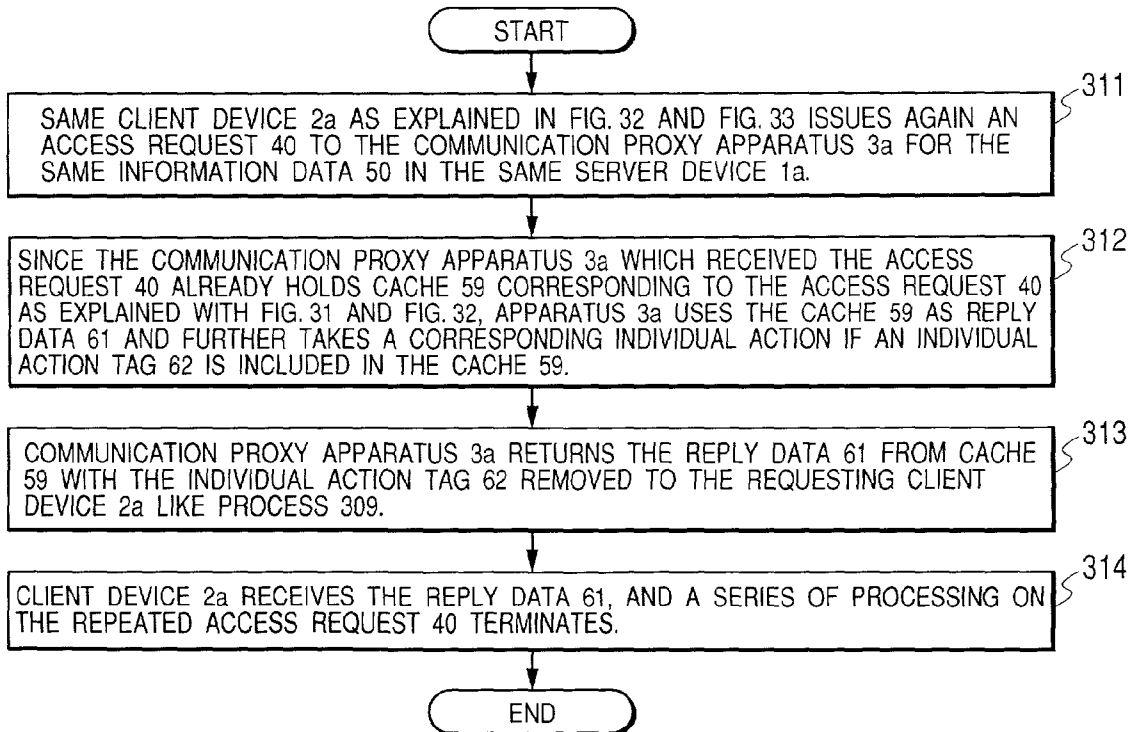 START
311
SAME CLIENT DEVICE 2a AS EXPLAINED IN FIG. 32 AND FIG. 33 ISSUES AGAIN AN
ACCESS REQUEST 40 TO THE COMMUNICATION PROXY APPARATUS 3a FOR THE
SAME INFORMATION DATA 50 IN THE SAME SERVER DEVICE 1a.
312
SINCE THE COMMUNICATION PROXY APPARATUS 3a WHICH RECEIVED THE ACCESS
REQUEST 40 ALREADY HOLDS CACHE 59 CORRESPONDING TO THE ACCESS REQUEST 40
AS EXPLAINED WITH FIG. 31 AND FIG. 32, APPARATUS 3a USES THE CACHE 59 AS REPLY
DATA 61 AND FURTHER TAKES A CORRESPONDING INDIVIDUAL ACTION IF AN INDIVIDUAL
ACTION TAG 62 IS INCLUDED IN THE CACHE 59.
313
COMMUNICATION PROXY APPARATUS 3a RETURNS THE REPLY DATA 61 FROM CACHE
59 WITH THE INDIVIDUAL ACTION TAG 62 REMOVED TO THE REQUESTING CLIENT
DEVICE 2a LIKE PROCESS 309.
314
CLIENT DEVICE 2a RECEIVES THE REPLY DATA 61, AND A SERIES OF PROCESSING ON
THE REPEATED ACCESS REQUEST 40 TERMINATES.
END